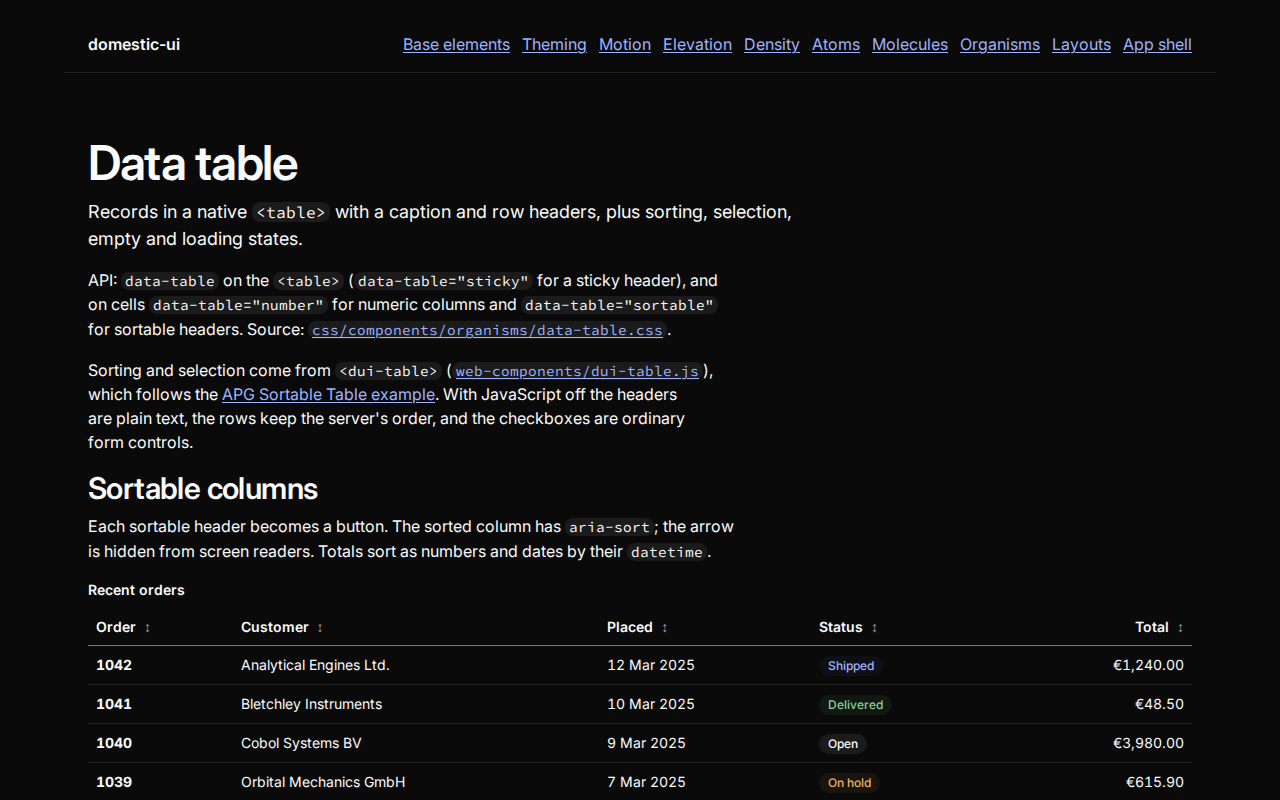 domestic-ui
Base elements Theming Motion Elevation Density Atoms Molecules Organisms Layouts App shell
Data table
Records in a native <table> with a caption and row headers, plus sorting, selection,
empty and loading states.
API: data-table on the <table> ( data-table="sticky" for a sticky header), and
on cells data-table="number" for numeric columns and data-table="sortable"
for sortable headers. Source: css/components/organisms/data-table.css .
Sorting and selection come from <dui-table> ( web-components/dui-table.js ),
which follows the APG Sortable Table example. With JavaScript off the headers
are plain text, the rows keep the server's order, and the checkboxes are ordinary
form controls.
Sortable columns
Each sortable header becomes a button. The sorted column has aria-sort ; the arrow
is hidden from screen readers. Totals sort as numbers and dates by their datetime .
Recent orders
Order ↕ Customer ↕ Placed ↕ Status ↕ Total ↕
1042 Analytical Engines Ltd. 12 Mar 2025 Shipped €1,240.00
1041 Bletchley Instruments 10 Mar 2025 Delivered €48.50
1040 Cobol Systems BV 9 Mar 2025 Open €3,980.00
1039 Orbital Mechanics GmbH 7 Mar 2025 On hold €615.90